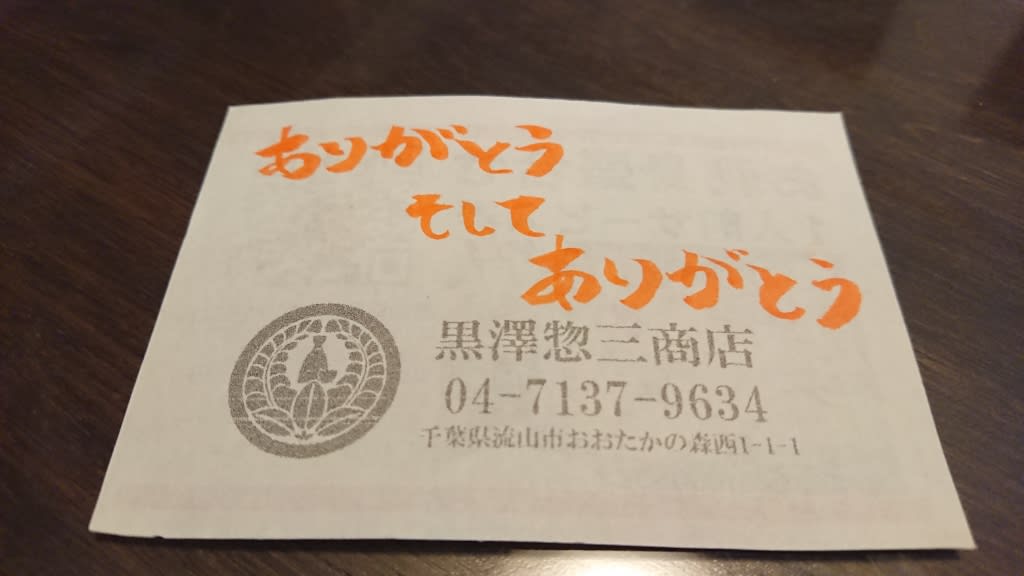 ありがとう
そして
ありがとう
黒澤惣三商店
04-7137-9634
千葉県流山市おおたかの森西1-1-1